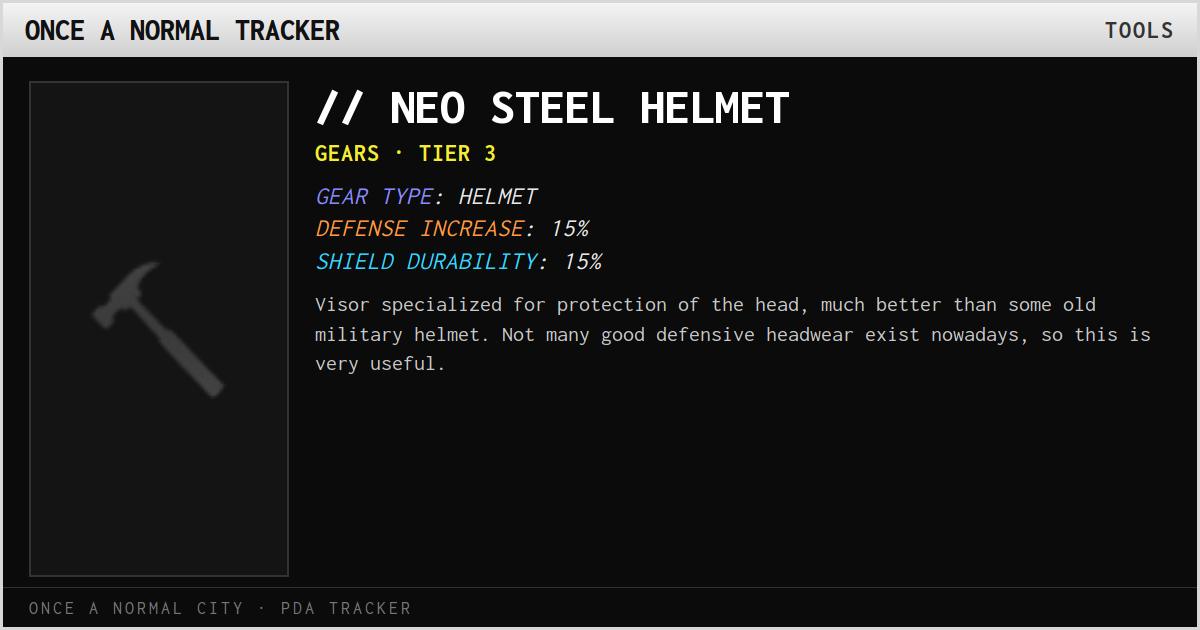 ONCE A NORMAL TRACKER
TOOLS
// NEO STEEL HELMET
GEARS · TIER 3
GEAR TYPE: HELMET
DEFENSE INCREASE: 15%
SHIELD DURABILITY: 15%
Visor specialized for protection of the head, much better than some old
military helmet. Not many good defensive headwear exist nowadays, so this is
very useful.
ONCE A NORMAL CITY · PDA TRACKER